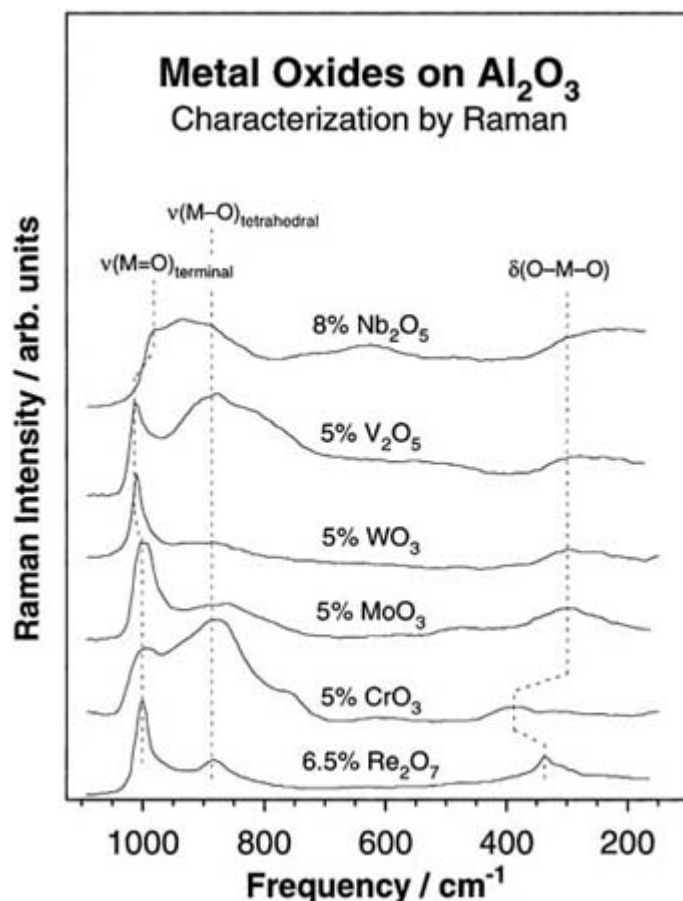 Metal Oxides on Al₂O₃
Characterization by Raman
ν(M–O)tetrahedral
ν(M=O)terminal
δ(O–M–O)
8% Nb₂O₅
5% V₂O₅
5% WO₃
5% MoO₃
5% CrO₃
6.5% Re₂O₇
Raman Intensity / arb. units
1000 800 600 400 200
Frequency / cm⁻¹